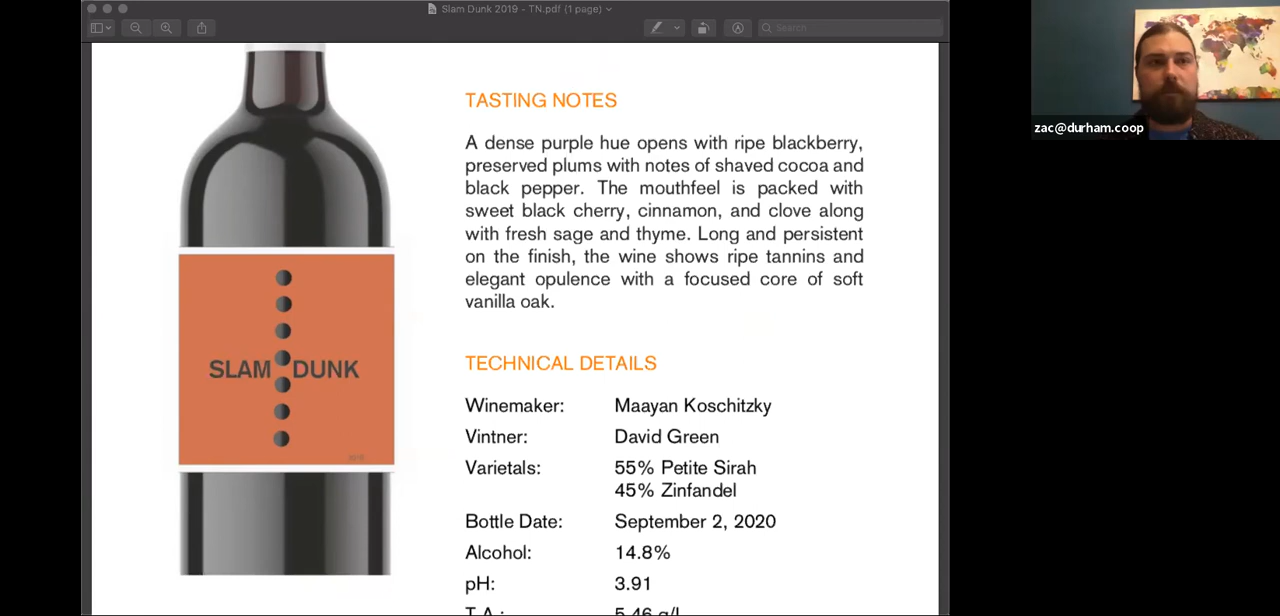 Slam Dunk 2019 - TN.pdf (1 page)
Search
zac@durham.coop
TASTING NOTES
A dense purple hue opens with ripe blackberry,
preserved plums with notes of shaved cocoa and
black pepper. The mouthfeel is packed with
sweet black cherry, cinnamon, and clove along
with fresh sage and thyme. Long and persistent
on the finish, the wine shows ripe tannins and
elegant opulence with a focused core of soft
vanilla oak.
SLAM DUNK
TECHNICAL DETAILS
Winemaker: Maayan Koschitzky
Vintner: David Green
Varietals: 55% Petite Sirah
45% Zinfandel
Bottle Date: September 2, 2020
Alcohol: 14.8%
pH: 3.91
T.A.: 5.46 g/L